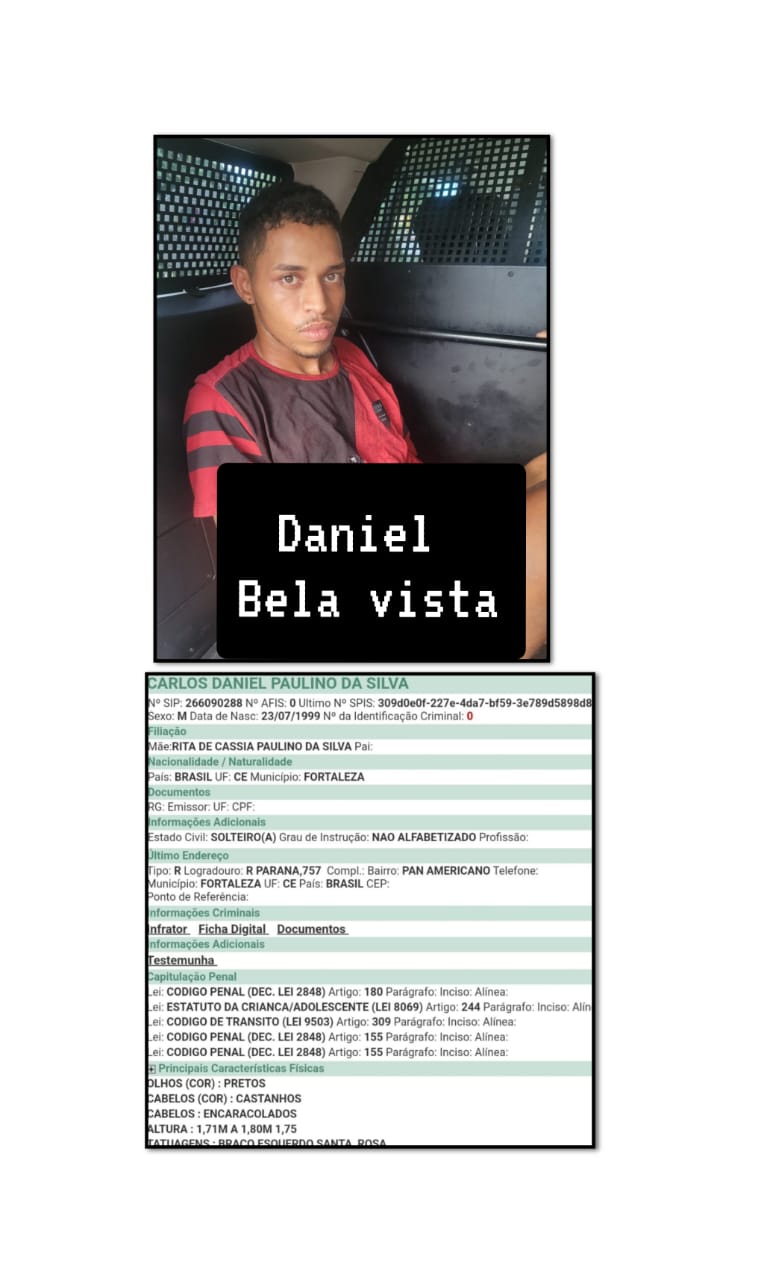 Daniel
Bela vista
CARLOS DANIEL PAULINO DA SILVA
Nº SIP: 266090288 Nº AFIS: 0 Ultimo Nº SPIS: 309d0e0f-227e-4da7-bf59-3e789d5898d8
Sexo: M Data de Nasc: 23/07/1999 Nº da Identificação Criminal: 0
Filiação
Mãe:RITA DE CASSIA PAULINO DA SILVA Pai:
Nacionalidade / Naturalidade
País: BRASIL UF: CE Município: FORTALEZA
Documentos
RG: Emissor: UF: CPF:
Informações Adicionais
Estado Civil: SOLTEIRO(A) Grau de Instrução: NAO ALFABETIZADO Profissão:
Último Endereço
Tipo: R Logradouro: R PARANA,757 Compl.: Bairro: PAN AMERICANO Telefone:
Município: FORTALEZA UF: CE País: BRASIL CEP:
Ponto de Referência:
Informações Criminais
Infrator Ficha Digital Documentos
Informações Adicionais
Testemunha
Capitulação Penal
Lei: CODIGO PENAL (DEC. LEI 2848) Artigo: 180 Parágrafo: Inciso: Alínea:
Lei: ESTATUTO DA CRIANCA/ADOLESCENTE (LEI 8069) Artigo: 244 Parágrafo: Inciso: Alín
Lei: CODIGO DE TRANSITO (LEI 9503) Artigo: 309 Parágrafo: Inciso: Alínea:
Lei: CODIGO PENAL (DEC. LEI 2848) Artigo: 155 Parágrafo: Inciso: Alínea:
Lei: CODIGO PENAL (DEC. LEI 2848) Artigo: 155 Parágrafo: Inciso: Alínea:
Principais Características Físicas
OLHOS (COR) : PRETOS
CABELOS (COR) : CASTANHOS
CABELOS : ENCARACOLADOS
ALTURA : 1,71M A 1,80M 1,75
TATUAGENS : BRACO ESQUERDO SANTA, ROSA